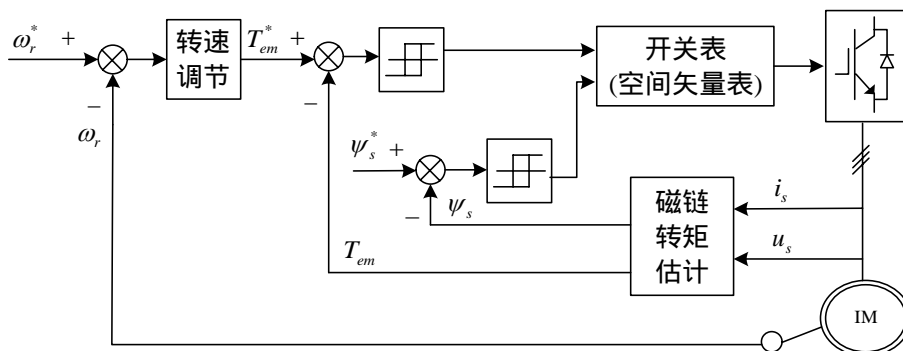 ω_r^* +
转速
调节
T_em^* +
开关表
(空间矢量表)
−
ω_r
−
ψ_s^* +
−
ψ_s
磁链
转矩
估计
i_s
u_s
T_em
IM